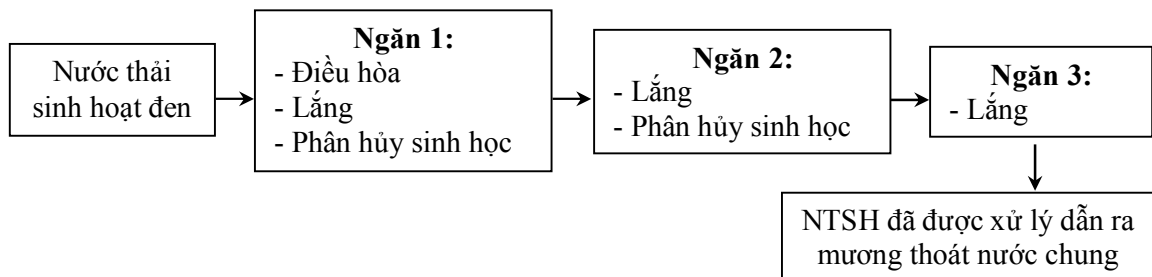 Nước thải
sinh hoạt đen
Ngăn 1:
- Điều hòa
- Lắng
- Phân hủy sinh học
Ngăn 2:
- Lắng
- Phân hủy sinh học
Ngăn 3:
- Lắng
NTSH đã được xử lý dẫn ra
mương thoát nước chung